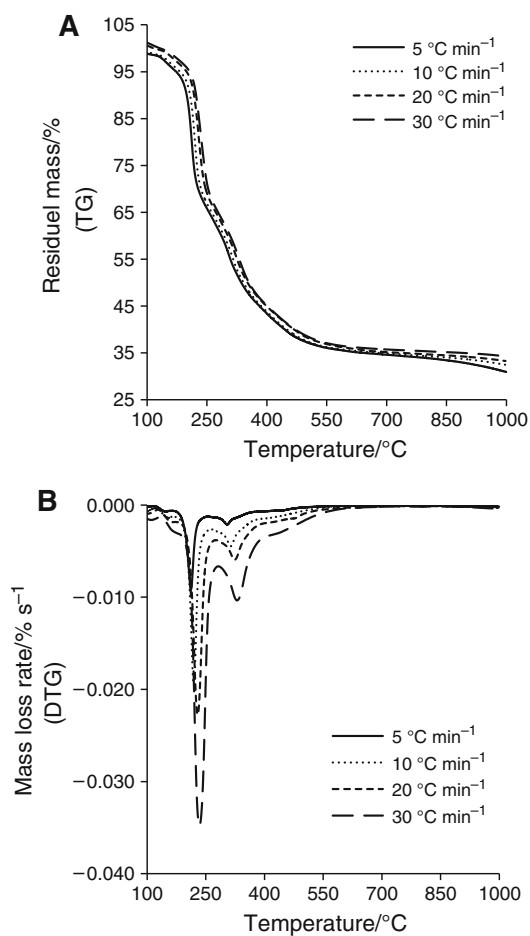 A
105
95
85
75
65
55
45
35
25
Residuel mass/%
(TG)
5 °C min⁻¹
10 °C min⁻¹
20 °C min⁻¹
30 °C min⁻¹
100 250 400 550 700 850 1000
Temperature/°C
B
0.000
−0.010
−0.020
−0.030
−0.040
Mass loss rate/% s⁻¹
(DTG)
5 °C min⁻¹
10 °C min⁻¹
20 °C min⁻¹
30 °C min⁻¹
100 250 400 550 700 850 1000
Temperature/°C